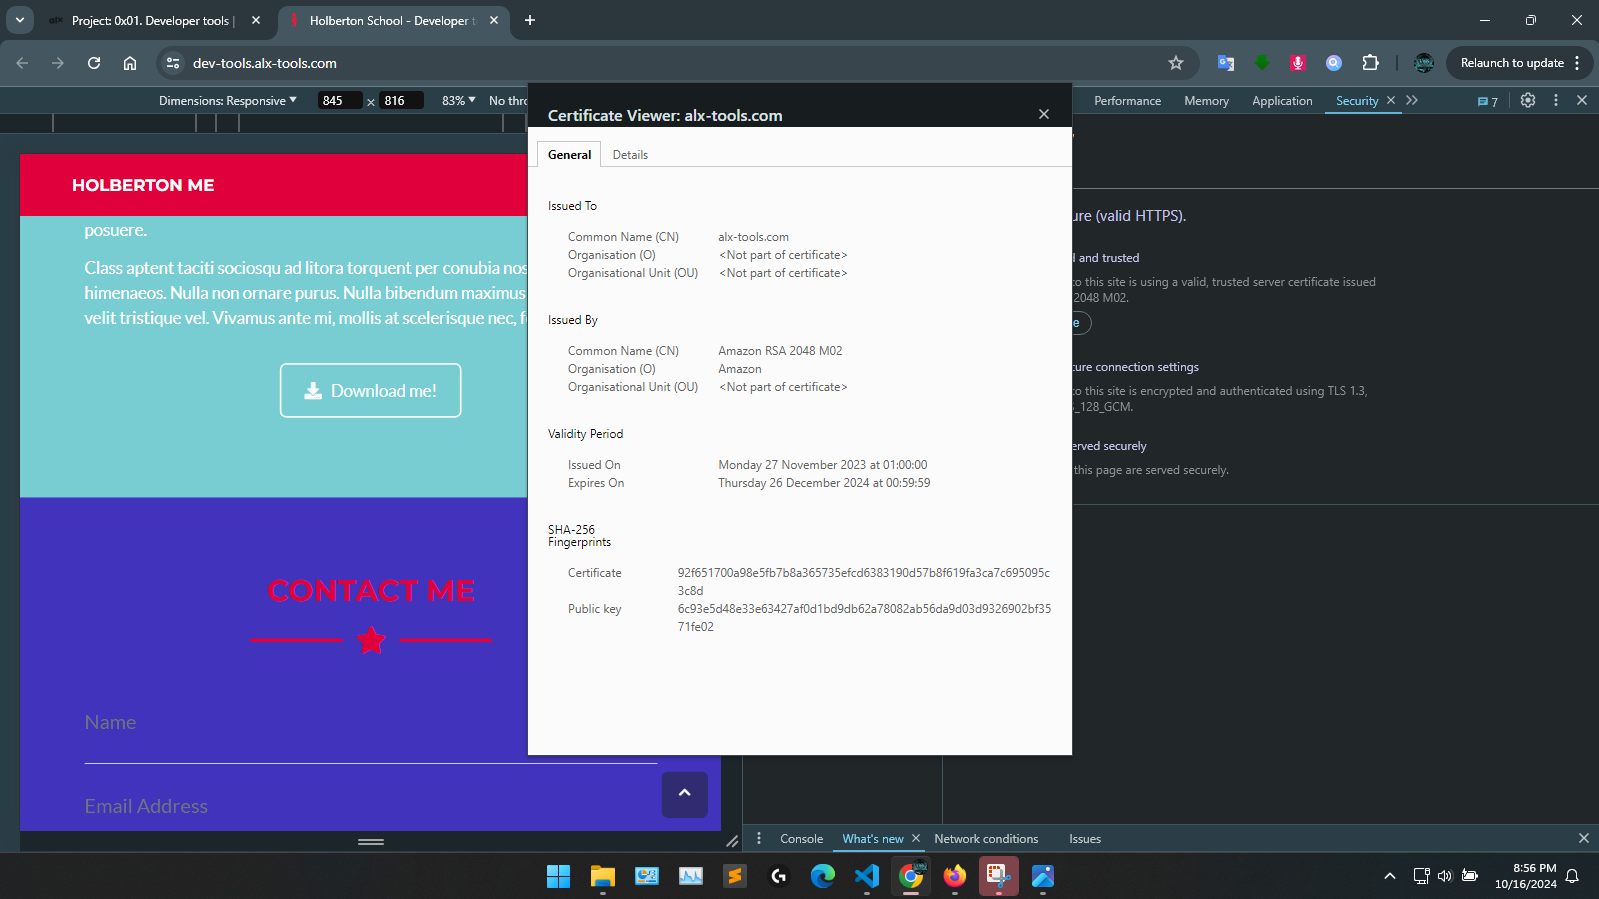 Project: 0x01. Developer tools |
Holberton School - Developer t
dev-tools.alx-tools.com
Relaunch to update
Dimensions: Responsive
845 × 816
83%
No thr
Performance
Memory
Application
Security
7
HOLBERTON ME
posuere.
Class aptent taciti sociosqu ad litora torquent per conubia nos
himenaeos. Nulla non ornare purus. Nulla bibendum maximus
velit tristique vel. Vivamus ante mi, mollis at scelerisque nec, f
Download me!
CONTACT ME
Name
Email Address
Certificate Viewer: alx-tools.com
General
Details
Issued To
Common Name (CN) alx-tools.com
Organisation (O) <Not part of certificate>
Organisational Unit (OU) <Not part of certificate>
Issued By
Common Name (CN) Amazon RSA 2048 M02
Organisation (O) Amazon
Organisational Unit (OU) <Not part of certificate>
Validity Period
Issued On Monday 27 November 2023 at 01:00:00
Expires On Thursday 26 December 2024 at 00:59:59
SHA-256
Fingerprints
Certificate 92f651700a98e5fb7b8a365735efcd6383190d57b8f619fa3ca7c695095c
3c8d
Public key 6c93e5d48e33e63427af0d1bd9db62a78082ab56da9d03d9326902bf35
71fe02
ure (valid HTTPS).
d and trusted
to this site is using a valid, trusted server certificate issued
2048 M02.
e
ture connection settings
to this site is encrypted and authenticated using TLS 1.3,
_128_GCM.
erved securely
this page are served securely.
Console
What's new
Network conditions
Issues
8:56 PM
10/16/2024